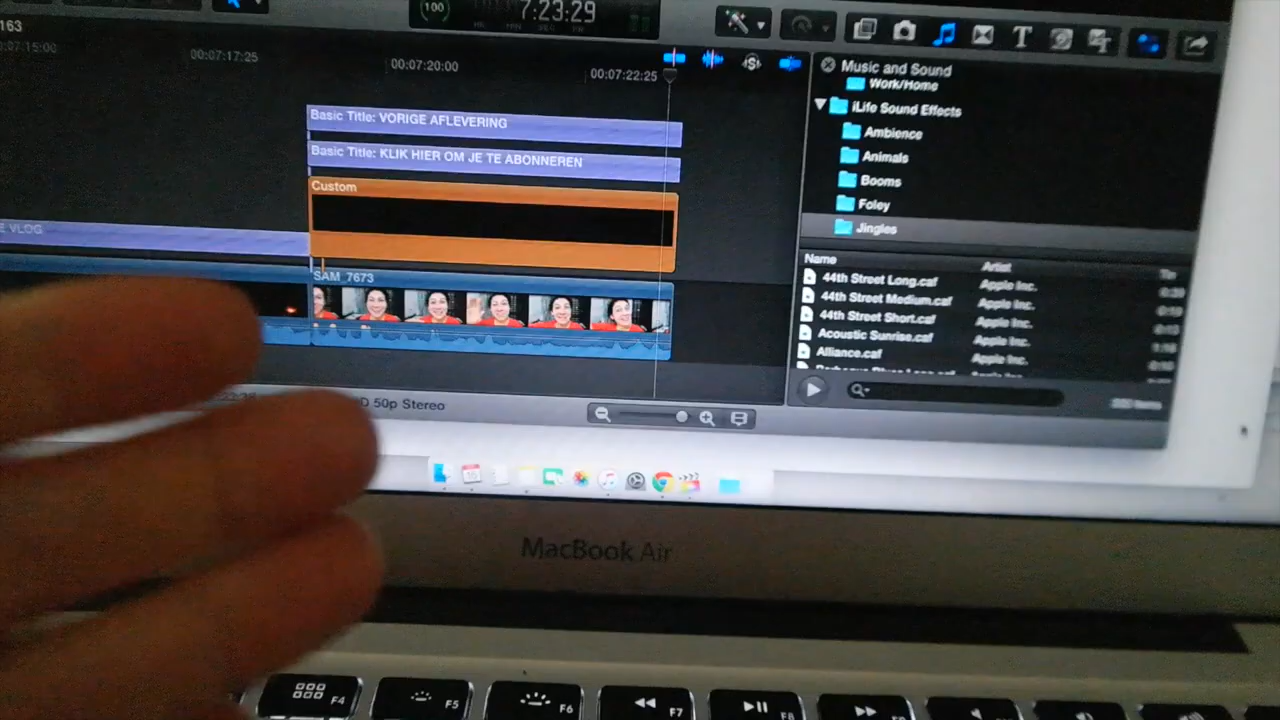 163
100
7:23:29
00:07:15:00
00:07:17:25
00:07:20:00
00:07:22:25
Music and Sound
Work/Home
iLife Sound Effects
Ambience
Animals
Booms
Foley
Jingles
Basic Title: VORIGE AFLEVERING
Basic Title: KLIK HIER OM JE TE ABONNEREN
Custom
E VLOG
SAM_7673
Name
Artist
44th Street Long.caf
Apple Inc.
44th Street Medium.caf
Apple Inc.
44th Street Short.caf
Apple Inc.
Acoustic Sunrise.caf
Apple Inc.
Alliance.caf
Apple Inc.
50p Stereo
MacBook Air
F4
F5
F6
F7
F8